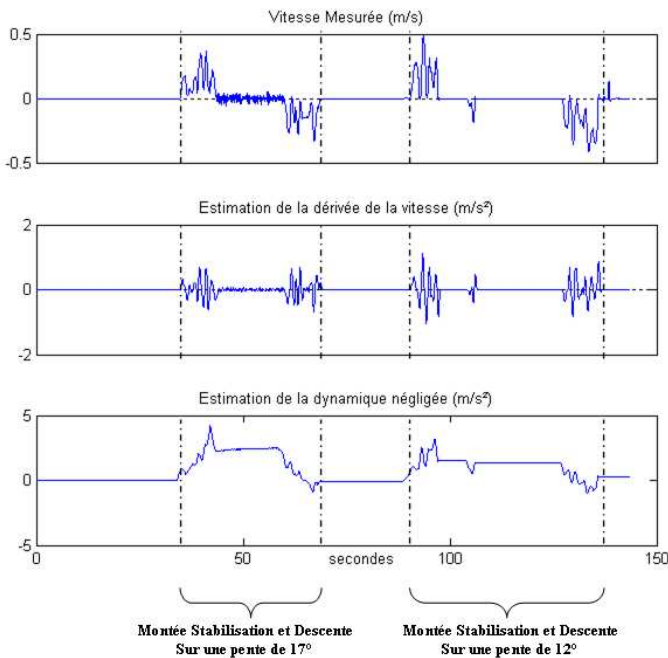 Vitesse Mesurée (m/s)
0.5
0
-0.5
Estimation de la dérivée de la vitesse (m/s²)
2
0
-2
Estimation de la dynamique négligée (m/s²)
5
0
-5
0 50 secondes 100 150
Montée Stabilisation et Descente
Sur une pente de 17°
Montée Stabilisation et Descente
Sur une pente de 12°